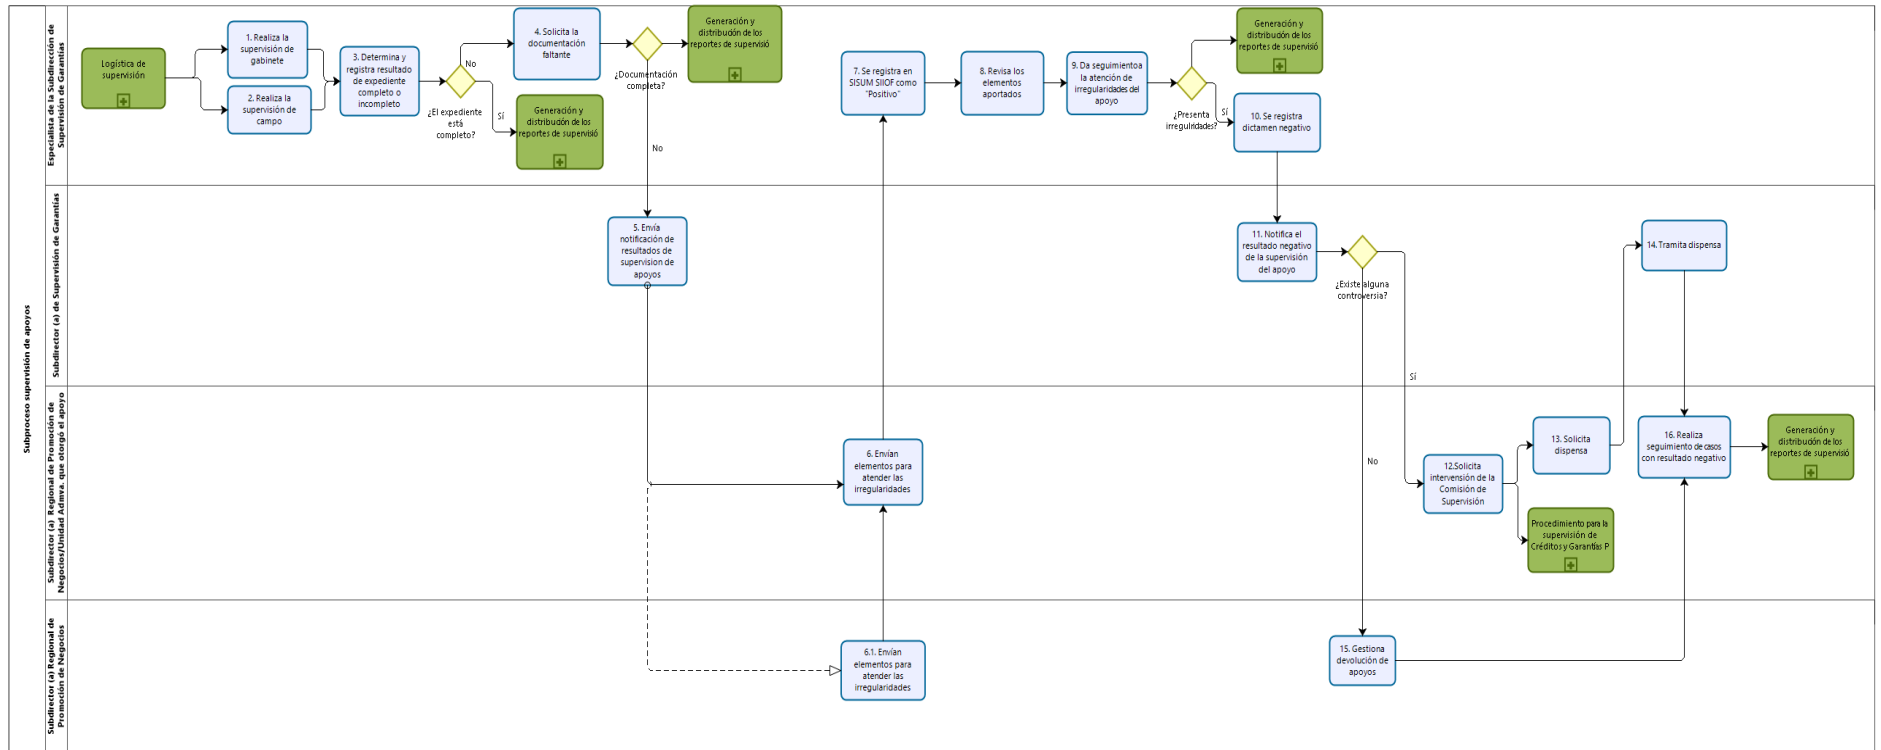 Subproceso supervisión de apoyos
Especialista de la Subdirección de
Supervisión de Garantías
Logística de
supervisión
1. Realiza la
supervisión de
gabinete
2. Realiza la
supervisión de
campo
3. Determina y
registra resultado
de expediente
completo o
incompleto
¿El expediente
está
completo?
No
Sí
4. Solicita la
documentación
faltante
Generación y
distribución de los
reportes de supervisió
¿Documentación
completa?
Generación y
distribución de los
reportes de supervisió
No
7. Se registra en
SISUM SIIOF como
"Positivo"
8. Revisa los
elementos
aportados
9. Da seguimientoa
la atención de
irregularidades del
apoyo
¿Presenta
irregulridades?
Sí
Generación y
distribución de los
reportes de supervisió
10. Se registra
dictamen negativo
Subdirector (a) de Supervisión de Garantías
5. Envía
notificación de
resultados de
supervision de
apoyos
11. Notifica el
resultado negativo
de la supervisión
del apoyo
¿Existe alguna
controversia?
Sí
No
14. Tramita dispensa
Subdirector (a) Regional de Promoción de
Negocios/Unidad Admva. que otorgó el apoyo
6. Envían
elementos para
atender las
irregularidades
12.Solicita
intervensión de la
Comisión de
Supervisión
13. Solicita
dispensa
Procedimiento para la
supervisión de
Créditos y Garantías P
16. Realiza
seguimiento de casos
con resultado negativo
Generación y
distribución de los
reportes de supervisió
Subdirector (a) Regional de
Promoción de Negocios
6.1. Envían
elementos para
atender las
irregularidades
15. Gestiona
devolución de
apoyos